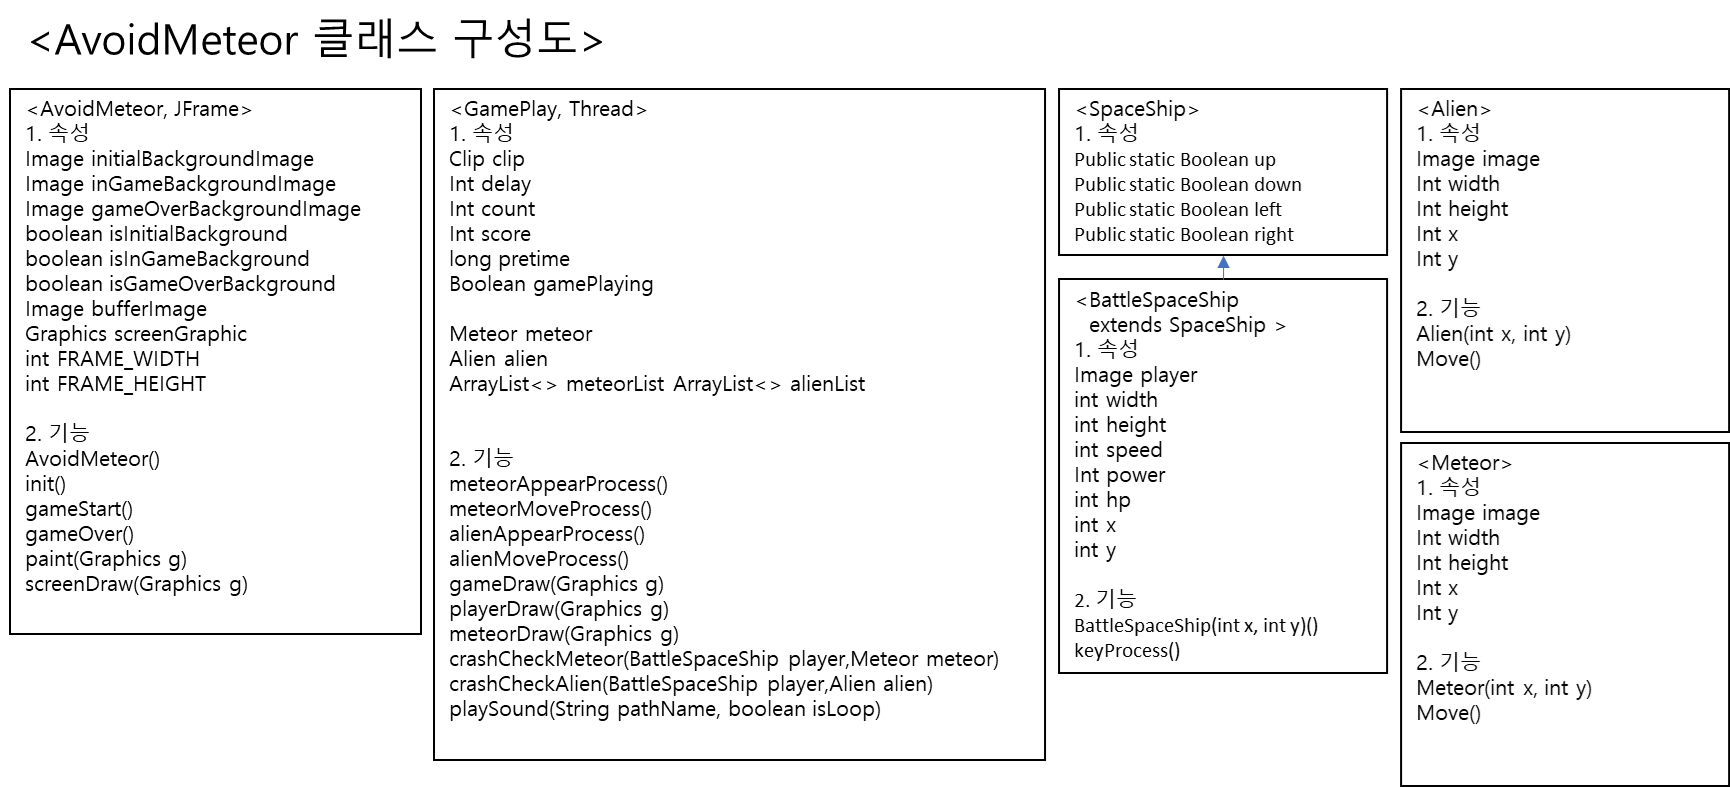 <AvoidMeteor 클래스 구성도>
<AvoidMeteor, JFrame>
1. 속성
Image initialBackgroundImage
Image inGameBackgroundImage
Image gameOverBackgroundImage
boolean isInitialBackground
boolean isInGameBackground
boolean isGameOverBackground
Image bufferImage
Graphics screenGraphic
int FRAME_WIDTH
int FRAME_HEIGHT
2. 기능
AvoidMeteor()
init()
gameStart()
gameOver()
paint(Graphics g)
screenDraw(Graphics g)
<GamePlay, Thread>
1. 속성
Clip clip
Int delay
Int count
Int score
long pretime
Boolean gamePlaying
Meteor meteor
Alien alien
ArrayList<> meteorList ArrayList<> alienList
2. 기능
meteorAppearProcess()
meteorMoveProcess()
alienAppearProcess()
alienMoveProcess()
gameDraw(Graphics g)
playerDraw(Graphics g)
meteorDraw(Graphics g)
crashCheckMeteor(BattleSpaceShip player,Meteor meteor)
crashCheckAlien(BattleSpaceShip player,Alien alien)
playSound(String pathName, boolean isLoop)
<SpaceShip>
1. 속성
Public static Boolean up
Public static Boolean down
Public static Boolean left
Public static Boolean right
<BattleSpaceShip
extends SpaceShip >
1. 속성
Image player
int width
int height
int speed
Int power
int hp
int x
int y
2. 기능
BattleSpaceShip(int x, int y)()
keyProcess()
<Alien>
1. 속성
Image image
Int width
Int height
Int x
Int y
2. 기능
Alien(int x, int y)
Move()
<Meteor>
1. 속성
Image image
Int width
Int height
Int x
Int y
2. 기능
Meteor(int x, int y)
Move()